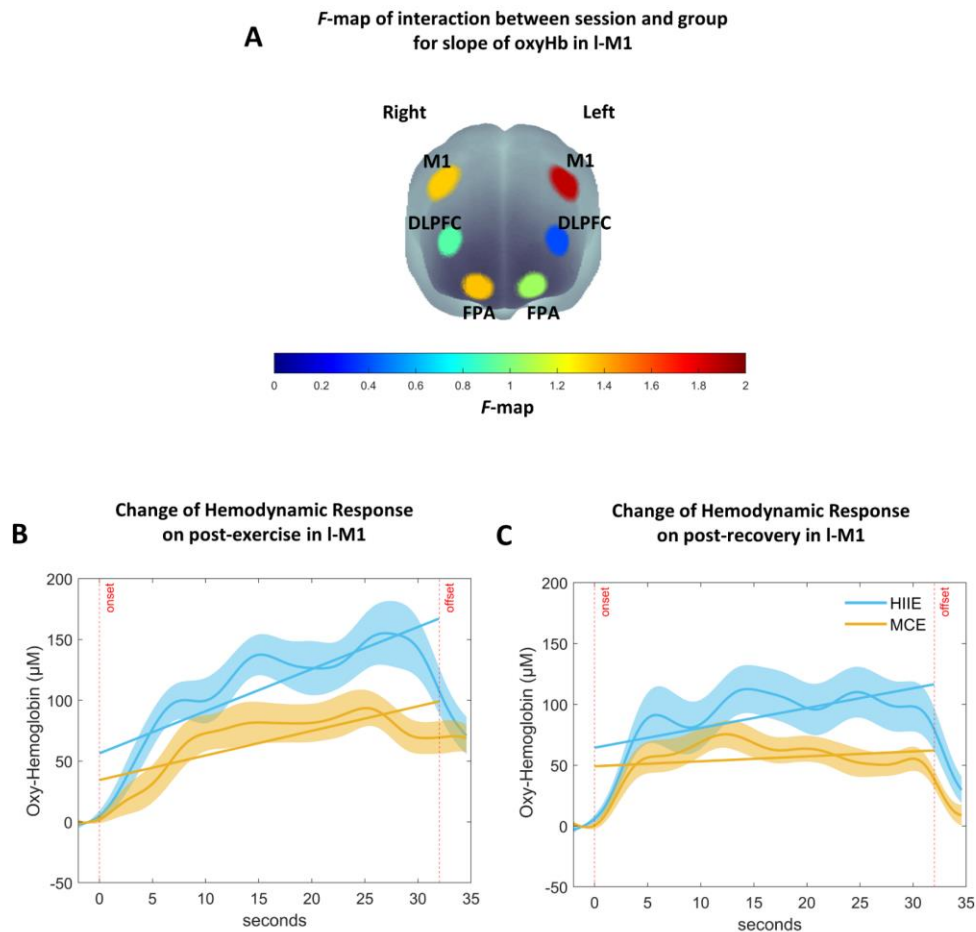 A
F-map of interaction between session and group
for slope of oxyHb in l-M1
Right
Left
M1
M1
DLPFC
DLPFC
FPA
FPA
0 0.2 0.4 0.6 0.8 1 1.2 1.4 1.6 1.8 2
F-map
B
Change of Hemodynamic Response
on post-exercise in l-M1
200
150
100
50
0
-50
Oxy-Hemoglobin (µM)
onset
offset
0 5 10 15 20 25 30 35
seconds
C
Change of Hemodynamic Response
on post-recovery in l-M1
200
150
100
50
0
-50
Oxy-Hemoglobin (µM)
onset
offset
HIIE
MCE
0 5 10 15 20 25 30 35
seconds